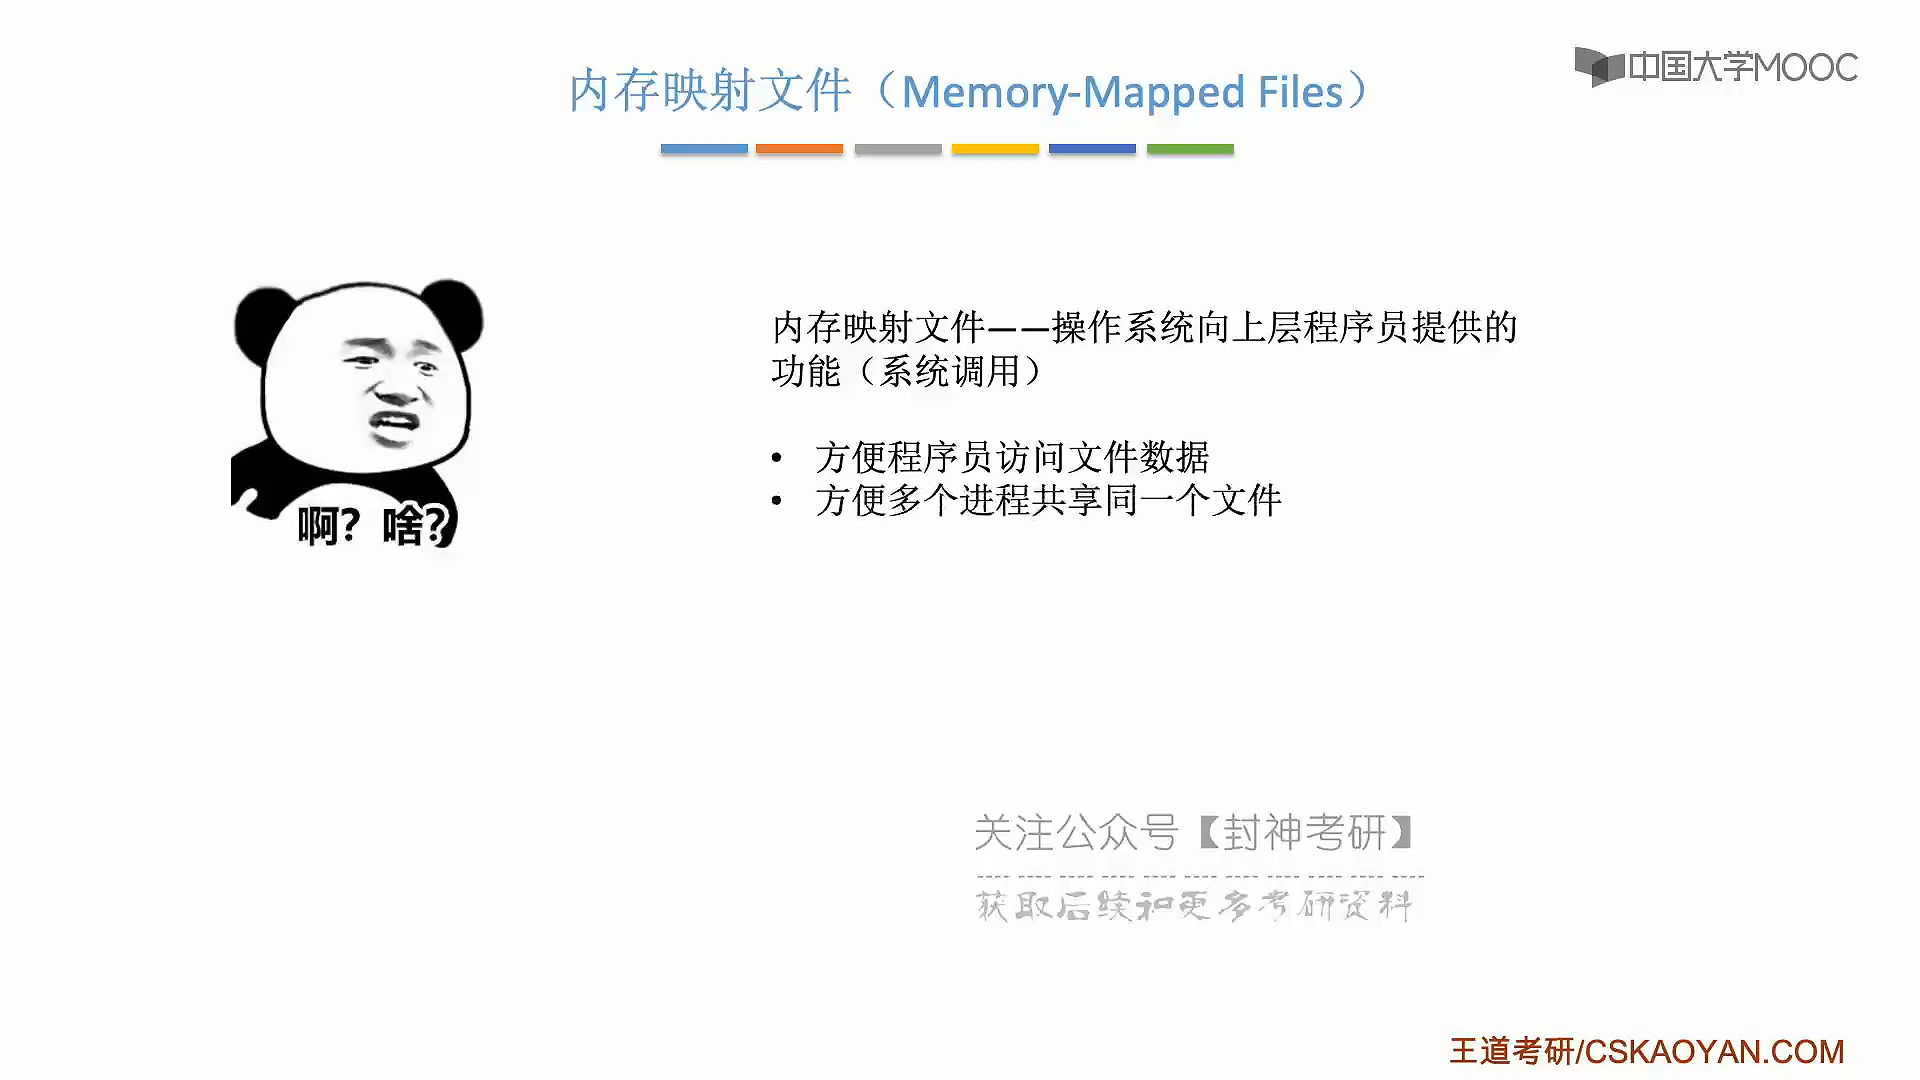 内存映射文件（Memory-Mapped Files）
中国大学MOOC
内存映射文件——操作系统向上层程序员提供的
功能（系统调用）
• 方便程序员访问文件数据
• 方便多个进程共享同一个文件
啊？啥？
关注公众号【封神考研】
获取后续和更多考研资料
王道考研/CSKAOYAN.COM